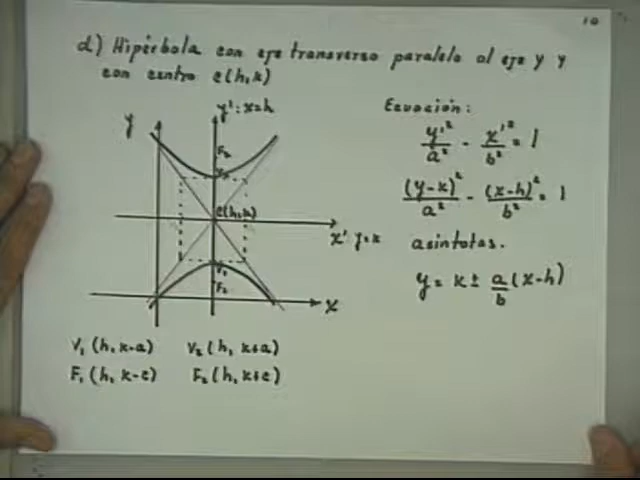 10
d) Hipérbola con eje transverso paralelo al eje y y
con centro c(h,k)
y
y': x=h
F₂
V₂
c(h,k)
x': y=k
V₁
F₁
x
Ecuación:
y'²/a² - x'²/b² = 1
(y-k)²/a² - (x-h)²/b² = 1
asintotas.
y = k ± a/b (x-h)
V₁ (h, k-a) V₂ (h, k+a)
F₁ (h, k-c) F₂ (h, k+c)